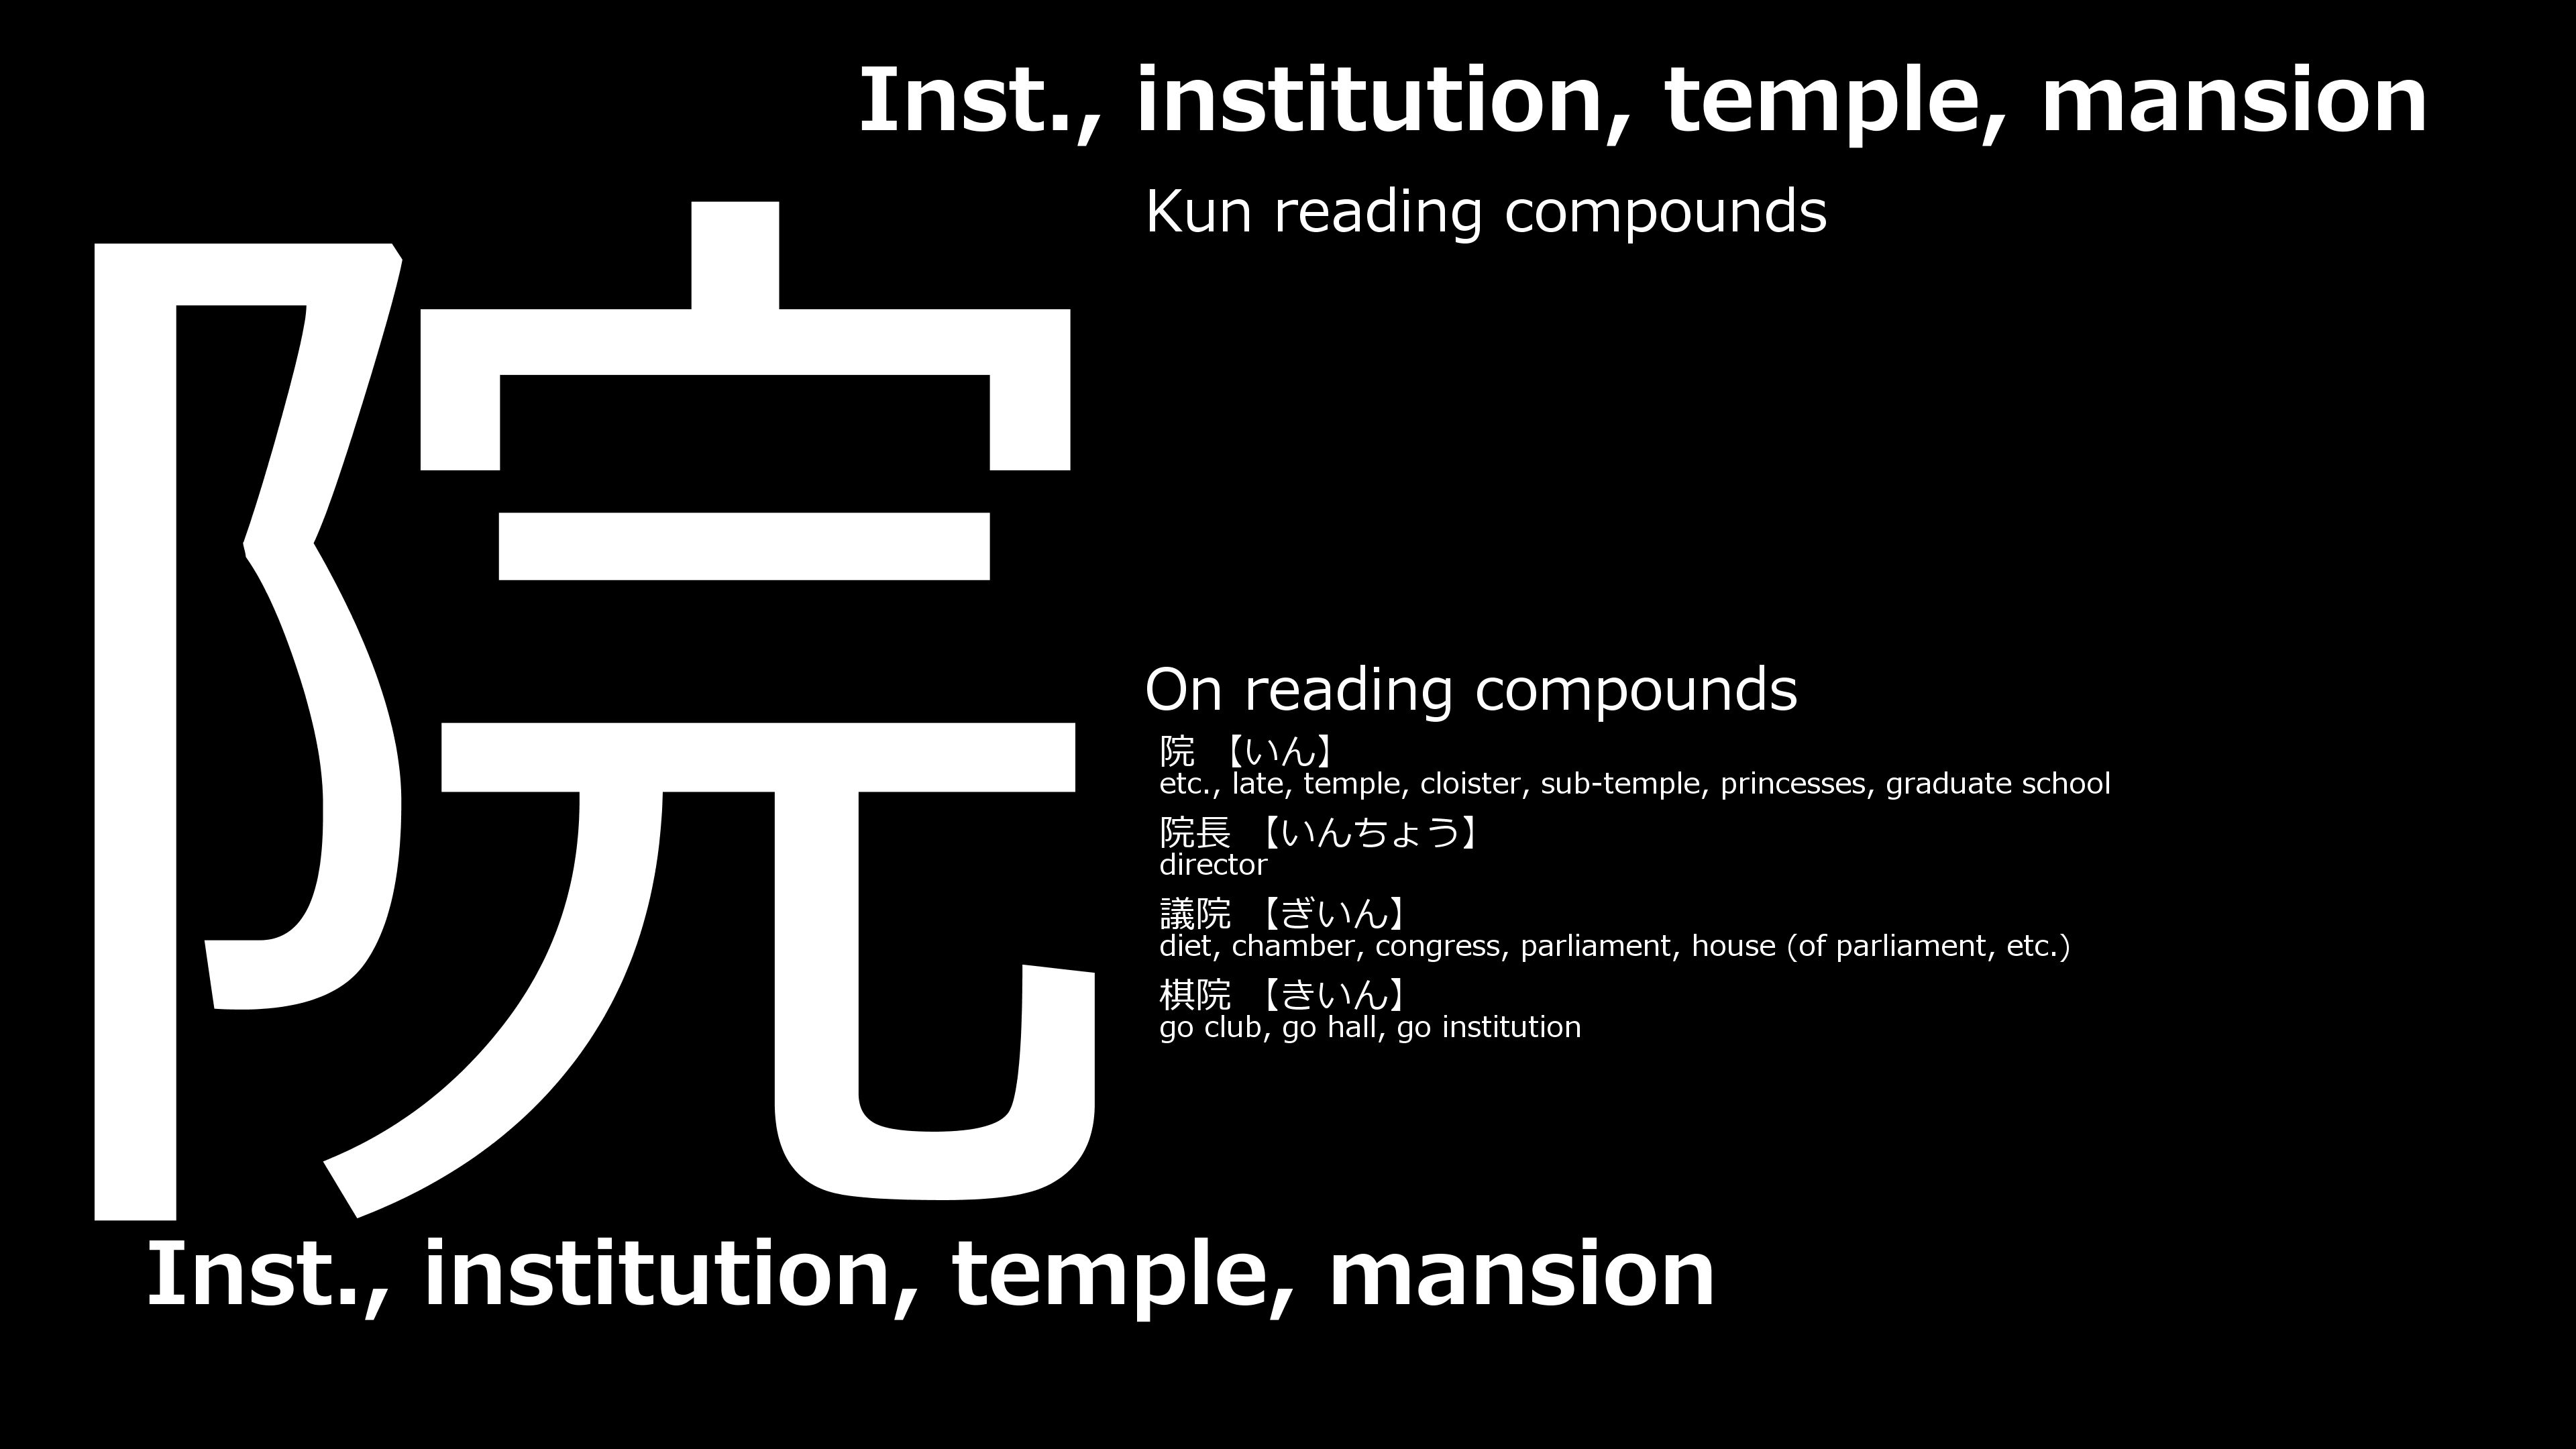 Inst., institution, temple, mansion
Kun reading compounds
院
On reading compounds
院 【いん】
etc., late, temple, cloister, sub-temple, princesses, graduate school
院長 【いんちょう】
director
議院 【ぎいん】
diet, chamber, congress, parliament, house (of parliament, etc.)
棋院 【きいん】
go club, go hall, go institution
Inst., institution, temple, mansion